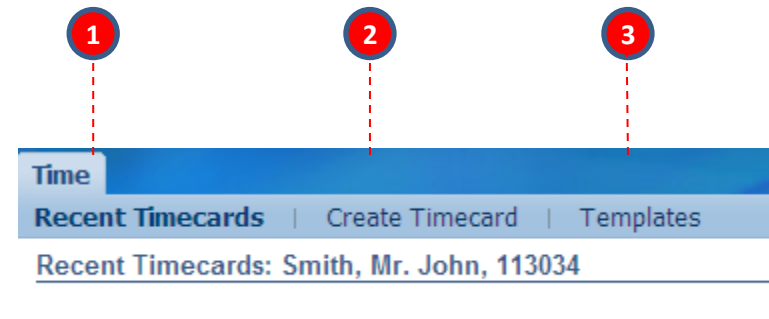 1 2 3
Time
Recent Timecards | Create Timecard | Templates
Recent Timecards: Smith, Mr. John, 113034